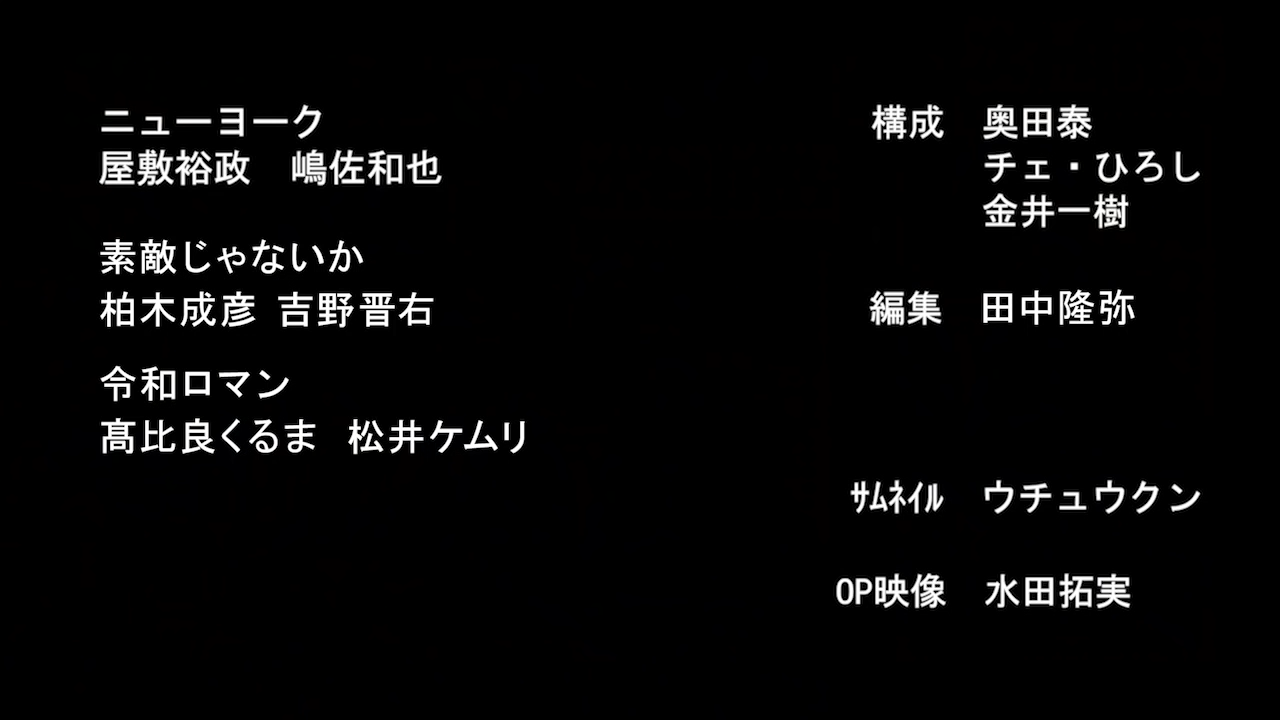 ニューヨーク
屋敷裕政　嶋佐和也
素敵じゃないか
柏木成彦 吉野晋右
令和ロマン
髙比良くるま　松井ケムリ
構成　奥田泰
チェ・ひろし
金井一樹
編集　田中隆弥
ｻﾑﾈｲﾙ　ウチュウクン
OP映像　水田拓実